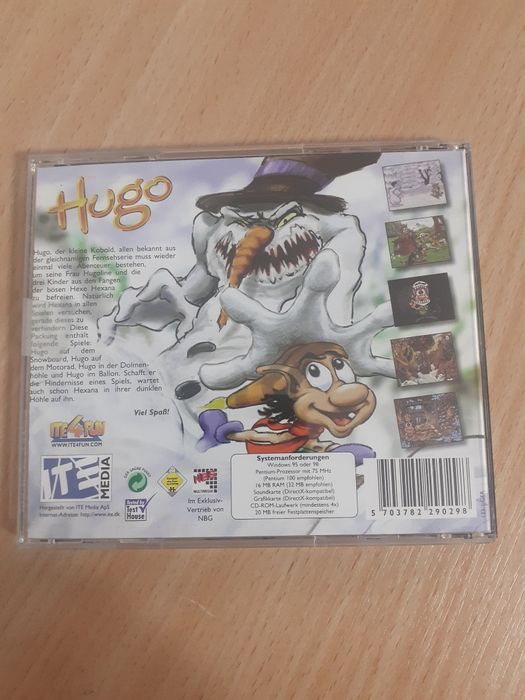 Hugo
Hugo, der kleine Kobold, allen bekannt aus
der gleichnamigen Fernsehserie muss wieder
einmal viele Abenteuer bestehen,
um seine Frau Hugoline und die
drei Kinder aus den Fängen
der bösen Hexe Hexana
zu befreien. Natürlich
wird Hexana in allen
Spielen versuchen,
gerade dieses zu
verhindern Diese
Packung enthält
folgende Spiele:
Hugo auf dem
Snowboard, Hugo auf
dem Motorad, Hugo in der Dolmen-
höhle und Hugo im Ballon. Schafft er
die Hindernisse eines Spiels, wartet
auch schon Hexana in ihrer dunklen
Höhle auf ihn.
Viel Spaß!
ITE4FUN
WWW.ITE4FUN.COM
ITE MEDIA
Hergestellt von ITE Media ApS
Internet-Adresse: http://www.ite.dk
DER GRÜNE PUNKT
Tested by
Test
House
NBG
MULTIMEDIA
Im Exklusiv-
Vertrieb von
NBG
Systemanforderungen
Windows 95 oder 98
Pentium-Prozessor mit 75 MHz
(Pentium 100 empfohlen)
16 MB RAM (32 MB empfohlen)
Soundkarte (DirectX-kompatibel)
Grafikkarte (DirectX-kompatibel)
CD-ROM-Laufwerk (mindestens 4x)
20 MB freier Festplattenspeicher
5 703782 290298